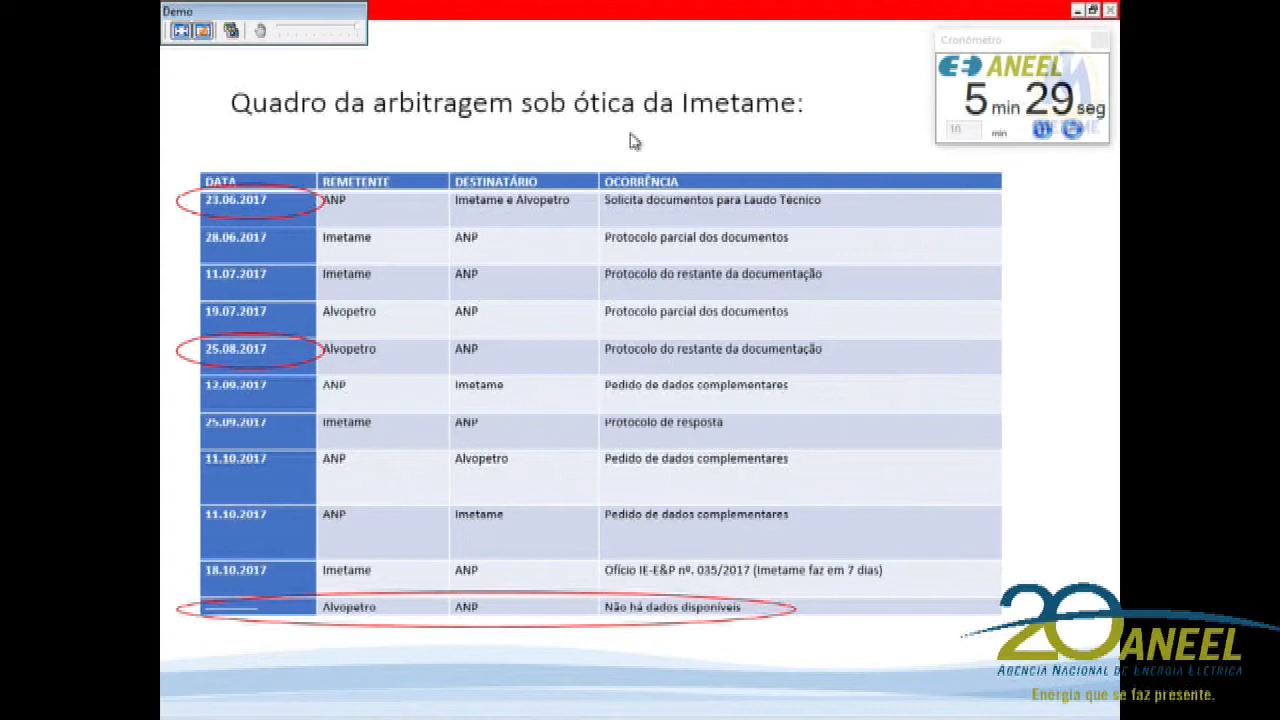 Demo
Cronômetro
ANEEL
5 min 29 seg
10 min
Quadro da arbitragem sob ótica da Imetame:
DATA REMETENTE DESTINATÁRIO OCORRÊNCIA
23.06.2017 ANP Imetame e Alvopetro Solicita documentos para Laudo Técnico
28.06.2017 Imetame ANP Protocolo parcial dos documentos
11.07.2017 Imetame ANP Protocolo do restante da documentação
19.07.2017 Alvopetro ANP Protocolo parcial dos documentos
25.08.2017 Alvopetro ANP Protocolo do restante da documentação
12.09.2017 ANP Imetame Pedido de dados complementares
25.09.2017 Imetame ANP Protocolo de resposta
11.10.2017 ANP Alvopetro Pedido de dados complementares
11.10.2017 ANP Imetame Pedido de dados complementares
18.10.2017 Imetame ANP Ofício IE-E&P nº. 035/2017 (Imetame faz em 7 dias)
Alvopetro ANP Não há dados disponíveis
20 ANEEL
AGÊNCIA NACIONAL DE ENERGIA ELÉTRICA
Energia que se faz presente.